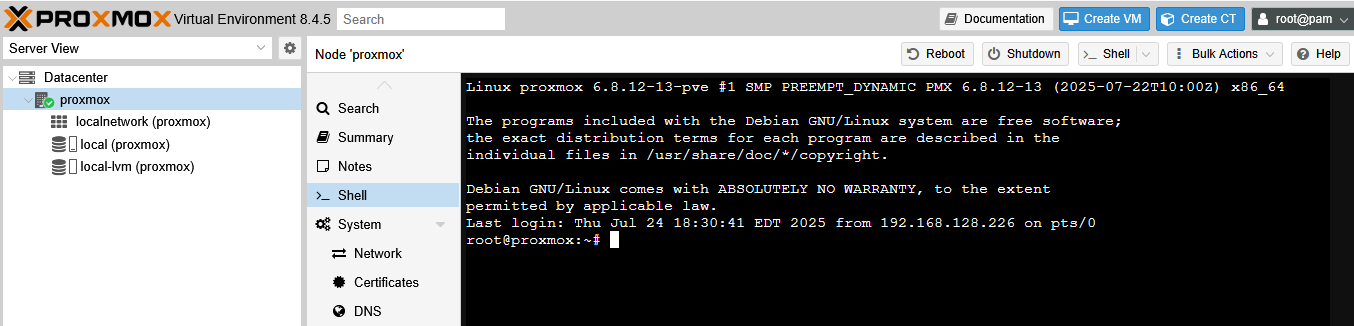 PROXMOX Virtual Environment 8.4.5 Search Documentation Create VM Create CT root@pam
Server View
Datacenter
proxmox
localnetwork (proxmox)
local (proxmox)
local-lvm (proxmox)
Node 'proxmox' Reboot Shutdown Shell Bulk Actions Help
Search
Summary
Notes
Shell
System
Network
Certificates
DNS
Linux proxmox 6.8.12-13-pve #1 SMP PREEMPT_DYNAMIC PMX 6.8.12-13 (2025-07-22T10:00Z) x86_64
The programs included with the Debian GNU/Linux system are free software;
the exact distribution terms for each program are described in the
individual files in /usr/share/doc/*/copyright.
Debian GNU/Linux comes with ABSOLUTELY NO WARRANTY, to the extent
permitted by applicable law.
Last login: Thu Jul 24 18:30:41 EDT 2025 from 192.168.128.226 on pts/0
root@proxmox:~#